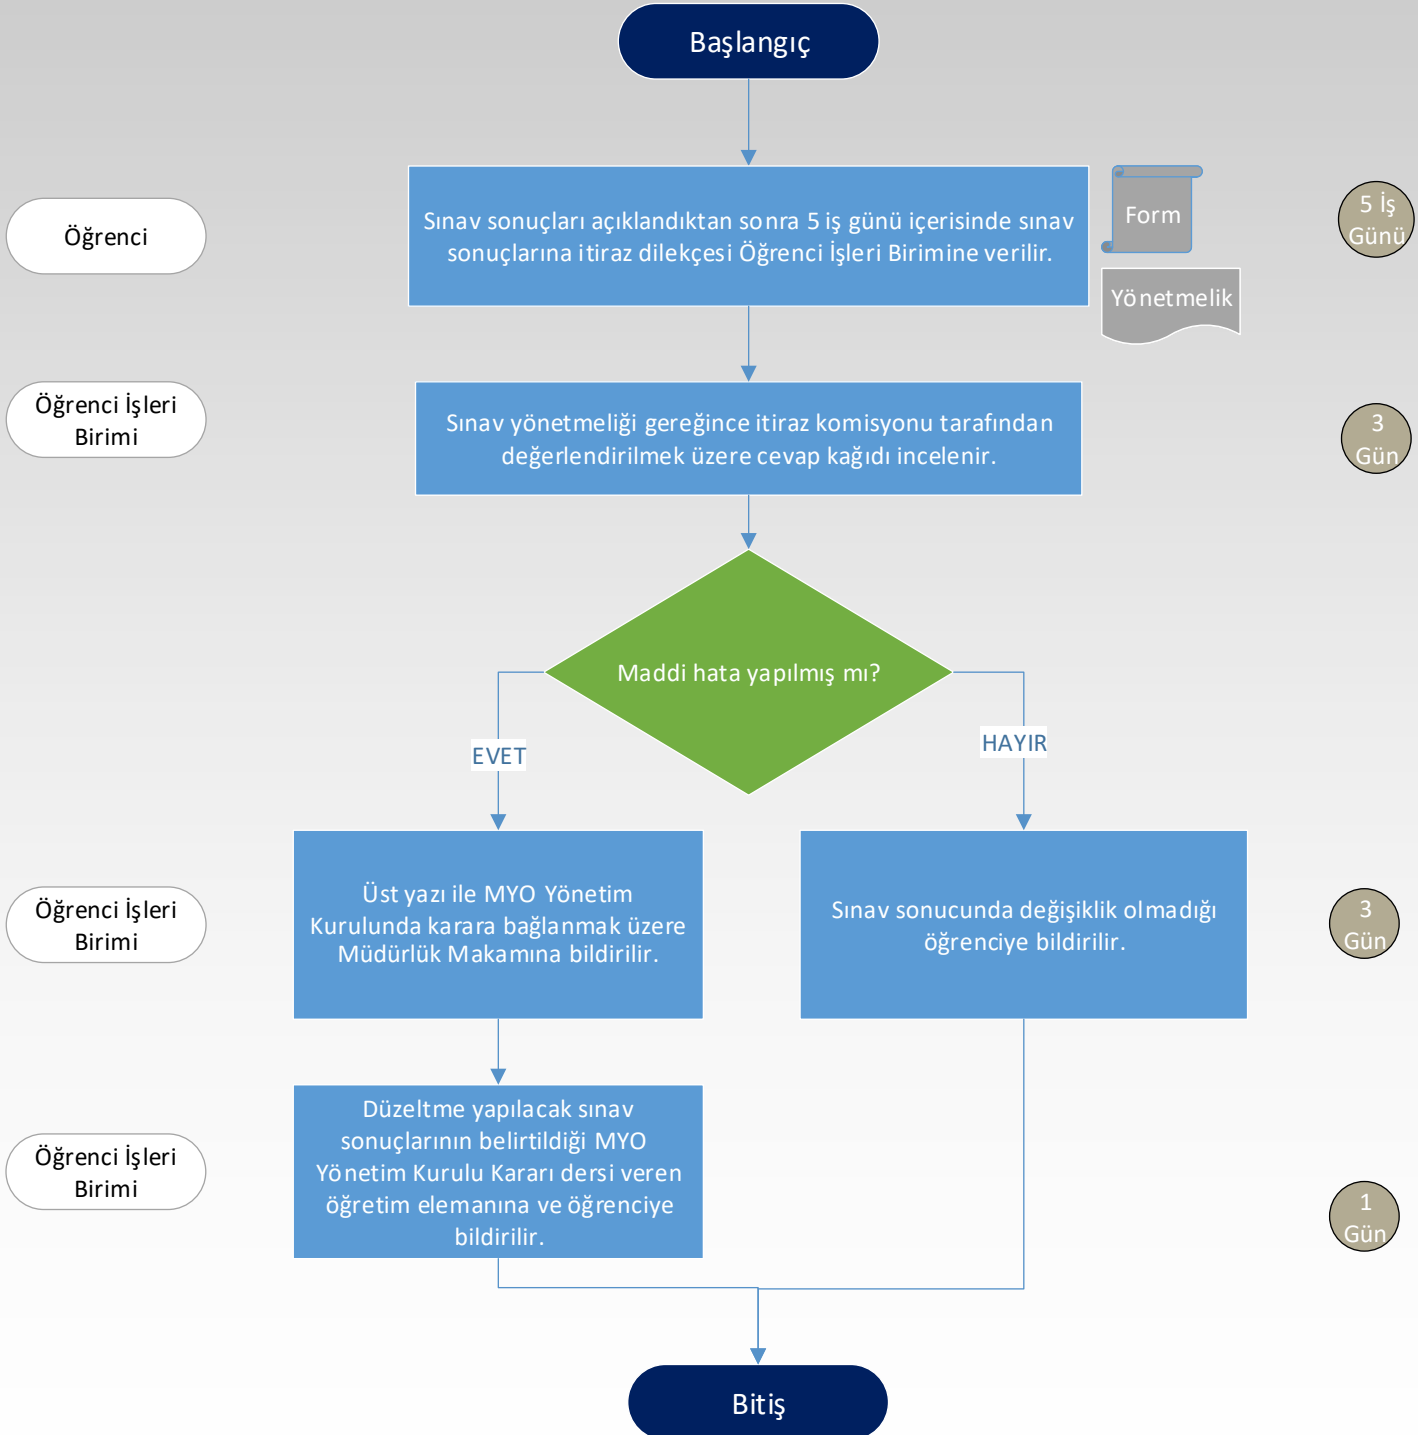 Başlangıç
Öğrenci
Sınav sonuçları açıklandıktan sonra 5 iş günü içerisinde sınav
sonuçlarına itiraz dilekçesi Öğrenci İşleri Birimine verilir.
Form
Yönetmelik
5 İş
Günü
Öğrenci İşleri
Birimi
Sınav yönetmeliği gereğince itiraz komisyonu tarafından
değerlendirilmek üzere cevap kağıdı incelenir.
3
Gün
Maddi hata yapılmış mı?
EVET
HAYIR
Öğrenci İşleri
Birimi
Üst yazı ile MYO Yönetim
Kurulunda karara bağlanmak üzere
Müdürlük Makamına bildirilir.
Sınav sonucunda değişiklik olmadığı
öğrenciye bildirilir.
3
Gün
Öğrenci İşleri
Birimi
Düzeltme yapılacak sınav
sonuçlarının belirtildiği MYO
Yönetim Kurulu Kararı dersi veren
öğretim elemanına ve öğrenciye
bildirilir.
1
Gün
Bitiş